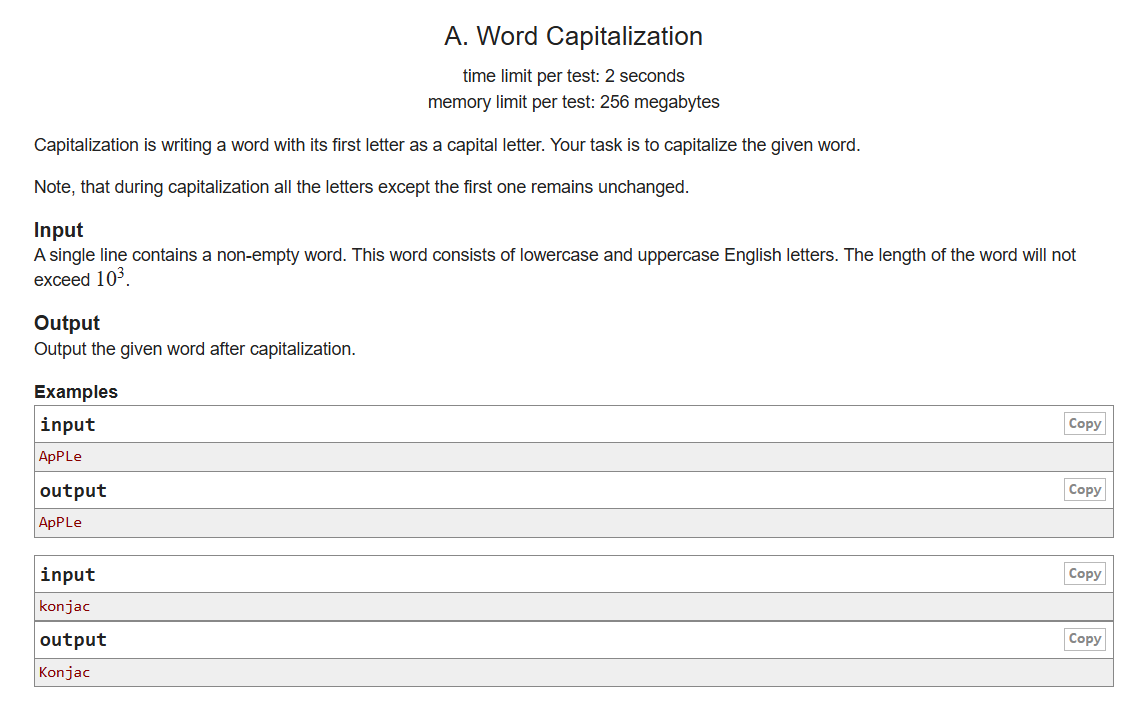 A. Word Capitalization
time limit per test: 2 seconds
memory limit per test: 256 megabytes
Capitalization is writing a word with its first letter as a capital letter. Your task is to capitalize the given word.
Note, that during capitalization all the letters except the first one remains unchanged.
Input
A single line contains a non-empty word. This word consists of lowercase and uppercase English letters. The length of the word will not
exceed 10³.
Output
Output the given word after capitalization.
Examples
input
Copy
ApPLe
output
Copy
ApPLe
input
Copy
konjac
output
Copy
Konjac